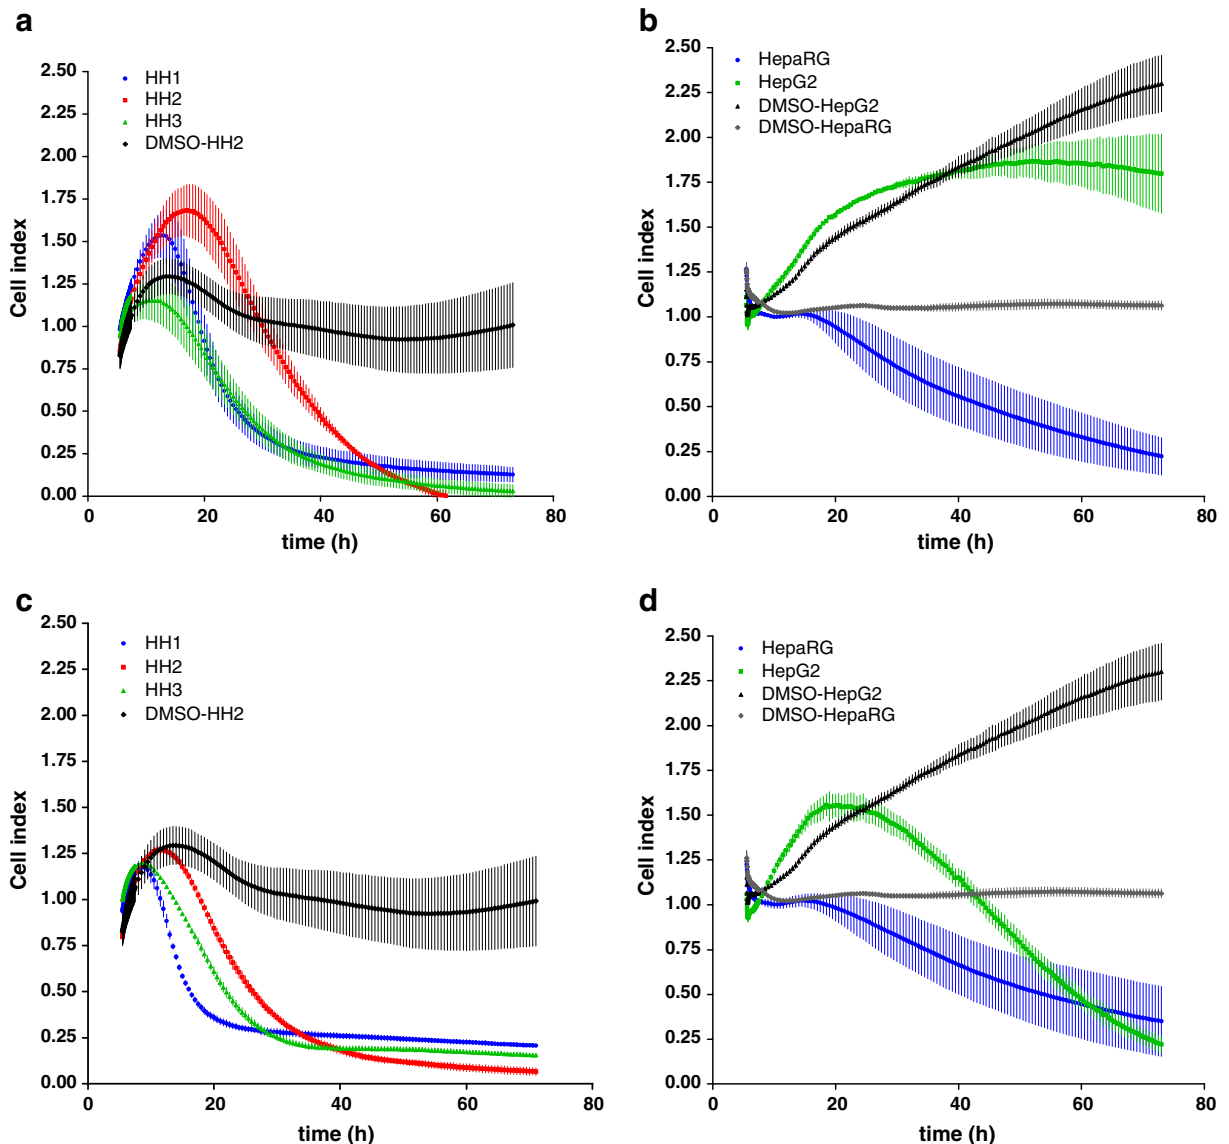 a
2.50
2.25
2.00
1.75
1.50
1.25
1.00
0.75
0.50
0.25
0.00
Cell index
HH1
HH2
HH3
DMSO-HH2
0 20 40 60 80
time (h)
b
2.50
2.25
2.00
1.75
1.50
1.25
1.00
0.75
0.50
0.25
0.00
Cell index
HepaRG
HepG2
DMSO-HepG2
DMSO-HepaRG
0 20 40 60 80
time (h)
c
2.50
2.25
2.00
1.75
1.50
1.25
1.00
0.75
0.50
0.25
0.00
Cell index
HH1
HH2
HH3
DMSO-HH2
0 20 40 60 80
time (h)
d
2.50
2.25
2.00
1.75
1.50
1.25
1.00
0.75
0.50
0.25
0.00
Cell index
HepaRG
HepG2
DMSO-HepG2
DMSO-HepaRG
0 20 40 60 80
time (h)